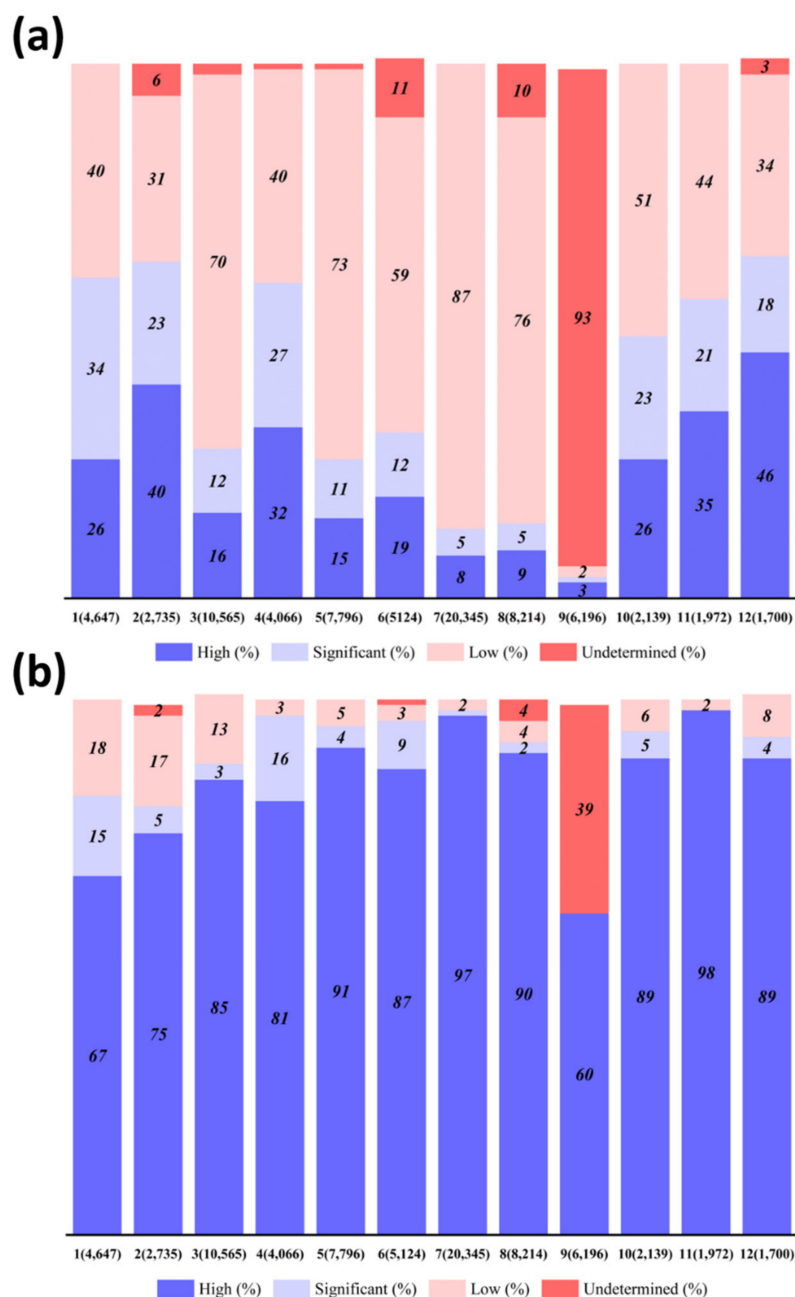 (a)
6 11 10 3
40 31 40 34
51 44
70 73 59 87 76 93
34 23 27 18
12 11 12 23 21
26 40 16 32 15 19 5 8 5 9 2 3 26 35 46
1(4,647) 2(2,735) 3(10,565) 4(4,066) 5(7,796) 6(5124) 7(20,345) 8(8,214) 9(6,196) 10(2,139) 11(1,972) 12(1,700)
High (%) Significant (%) Low (%) Undetermined (%)
(b)
18 2 17 13 3 5 3 2 4 4 6 2 8
15 5 3 16 4 9 2 39 5 4
67 75 85 81 91 87 97 90 60 89 98 89
1(4,647) 2(2,735) 3(10,565) 4(4,066) 5(7,796) 6(5,124) 7(20,345) 8(8,214) 9(6,196) 10(2,139) 11(1,972) 12(1,700)
High (%) Significant (%) Low (%) Undetermined (%)